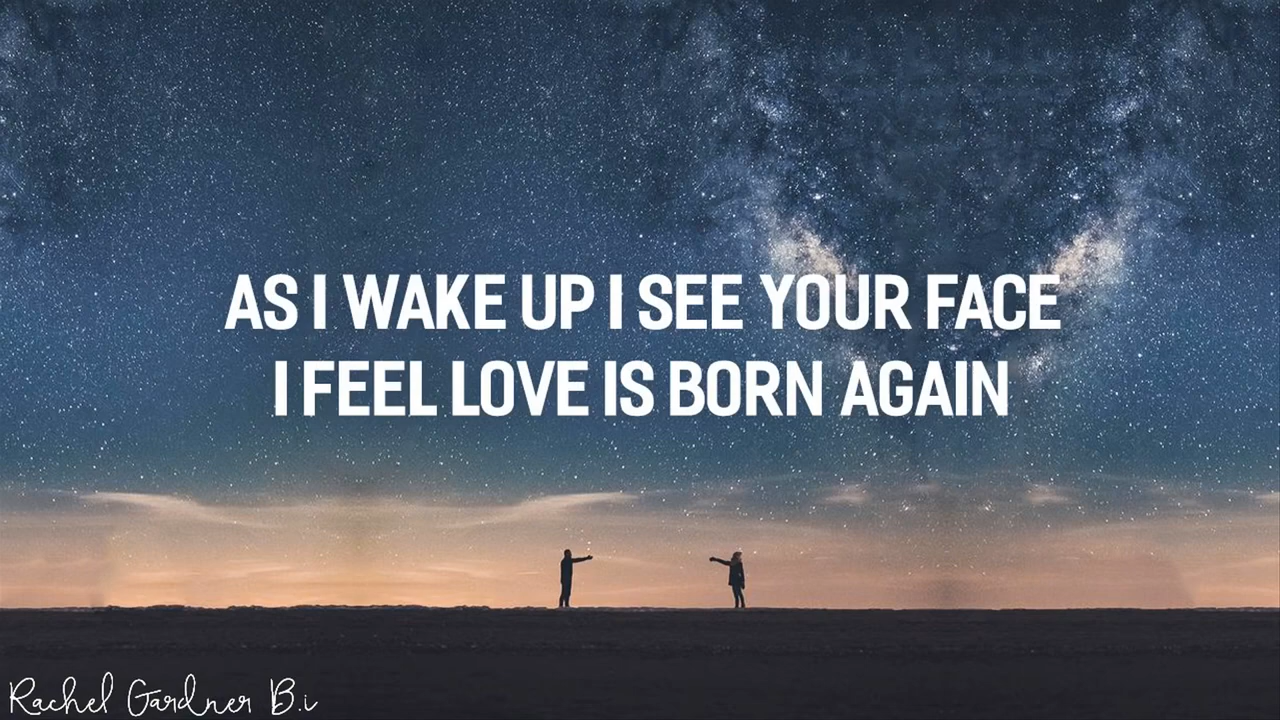 AS I WAKE UP I SEE YOUR FACE
I FEEL LOVE IS BORN AGAIN
Rachel Gardner B.i